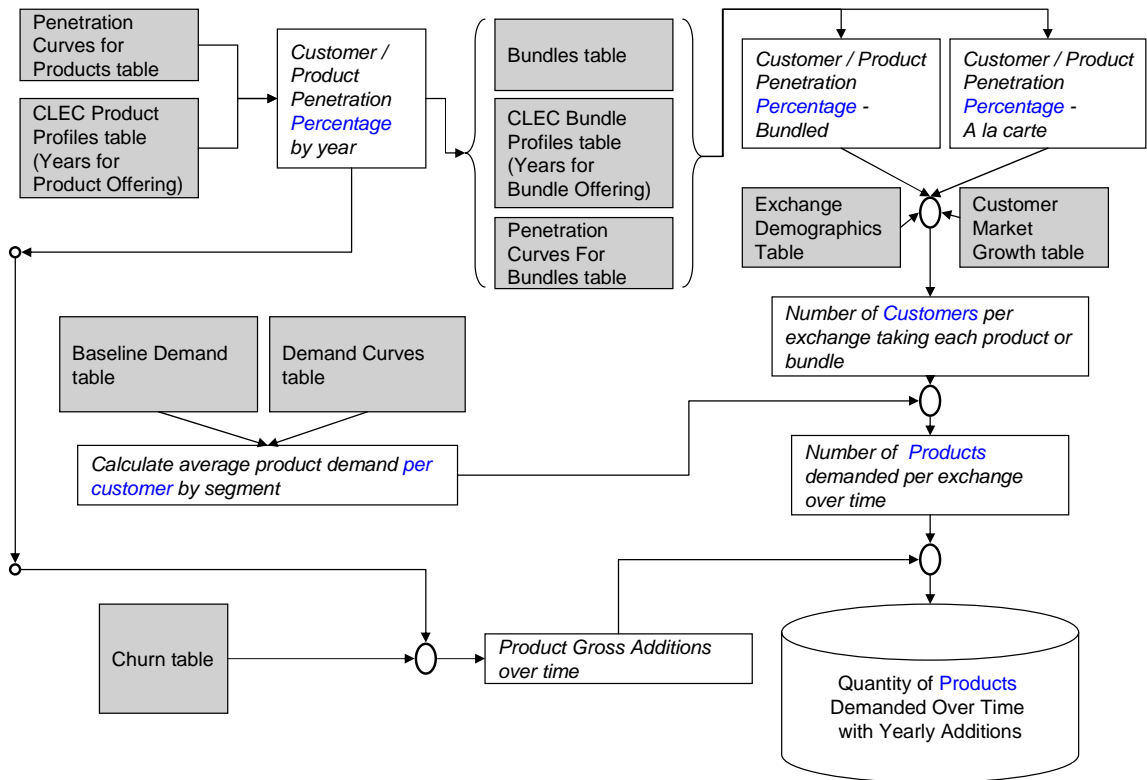 Penetration
Curves for
Products table
CLEC Product
Profiles table
(Years for
Product Offering)
Customer /
Product
Penetration
Percentage
by year
Bundles table
CLEC Bundle
Profiles table
(Years for
Bundle Offering)
Penetration
Curves For
Bundles table
Customer / Product
Penetration
Percentage -
Bundled
Customer / Product
Penetration
Percentage -
A la carte
Exchange
Demographics
Table
Customer
Market
Growth table
Number of Customers per
exchange taking each product or
bundle
Baseline Demand
table
Demand Curves
table
Calculate average product demand per
customer by segment
Number of Products
demanded per exchange
over time
Churn table
Product Gross Additions
over time
Quantity of Products
Demanded Over Time
with Yearly Additions